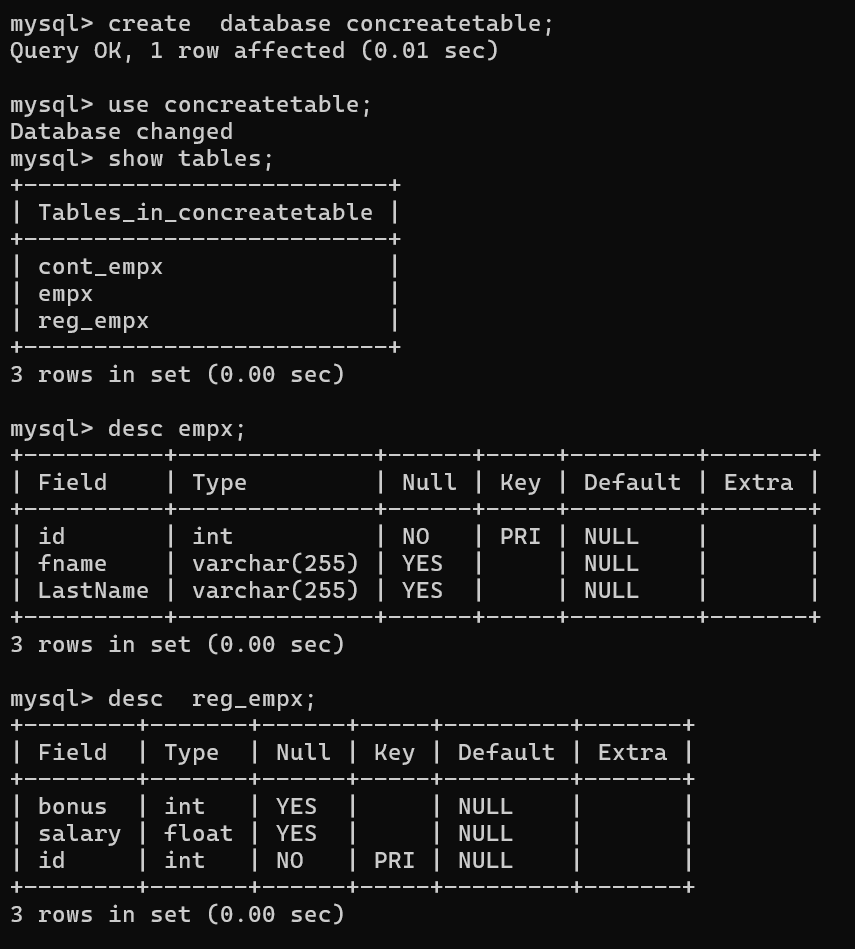 mysql> create  database concreatetable;
Query OK, 1 row affected (0.01 sec)

mysql> use concreatetable;
Database changed
mysql> show tables;
+--------------------------+
| Tables_in_concreatetable |
+--------------------------+
| cont_empx                |
| empx                     |
| reg_empx                 |
+--------------------------+
3 rows in set (0.00 sec)

mysql> desc empx;
+----------+--------------+------+-----+---------+-------+
| Field    | Type         | Null | Key | Default | Extra |
+----------+--------------+------+-----+---------+-------+
| id       | int          | NO   | PRI | NULL    |       |
| fname    | varchar(255) | YES  |     | NULL    |       |
| LastName | varchar(255) | YES  |     | NULL    |       |
+----------+--------------+------+-----+---------+-------+
3 rows in set (0.00 sec)

mysql> desc  reg_empx;
+--------+-------+------+-----+---------+-------+
| Field  | Type  | Null | Key | Default | Extra |
+--------+-------+------+-----+---------+-------+
| bonus  | int   | YES  |     | NULL    |       |
| salary | float | YES  |     | NULL    |       |
| id     | int   | NO   | PRI | NULL    |       |
+--------+-------+------+-----+---------+-------+
3 rows in set (0.00 sec)